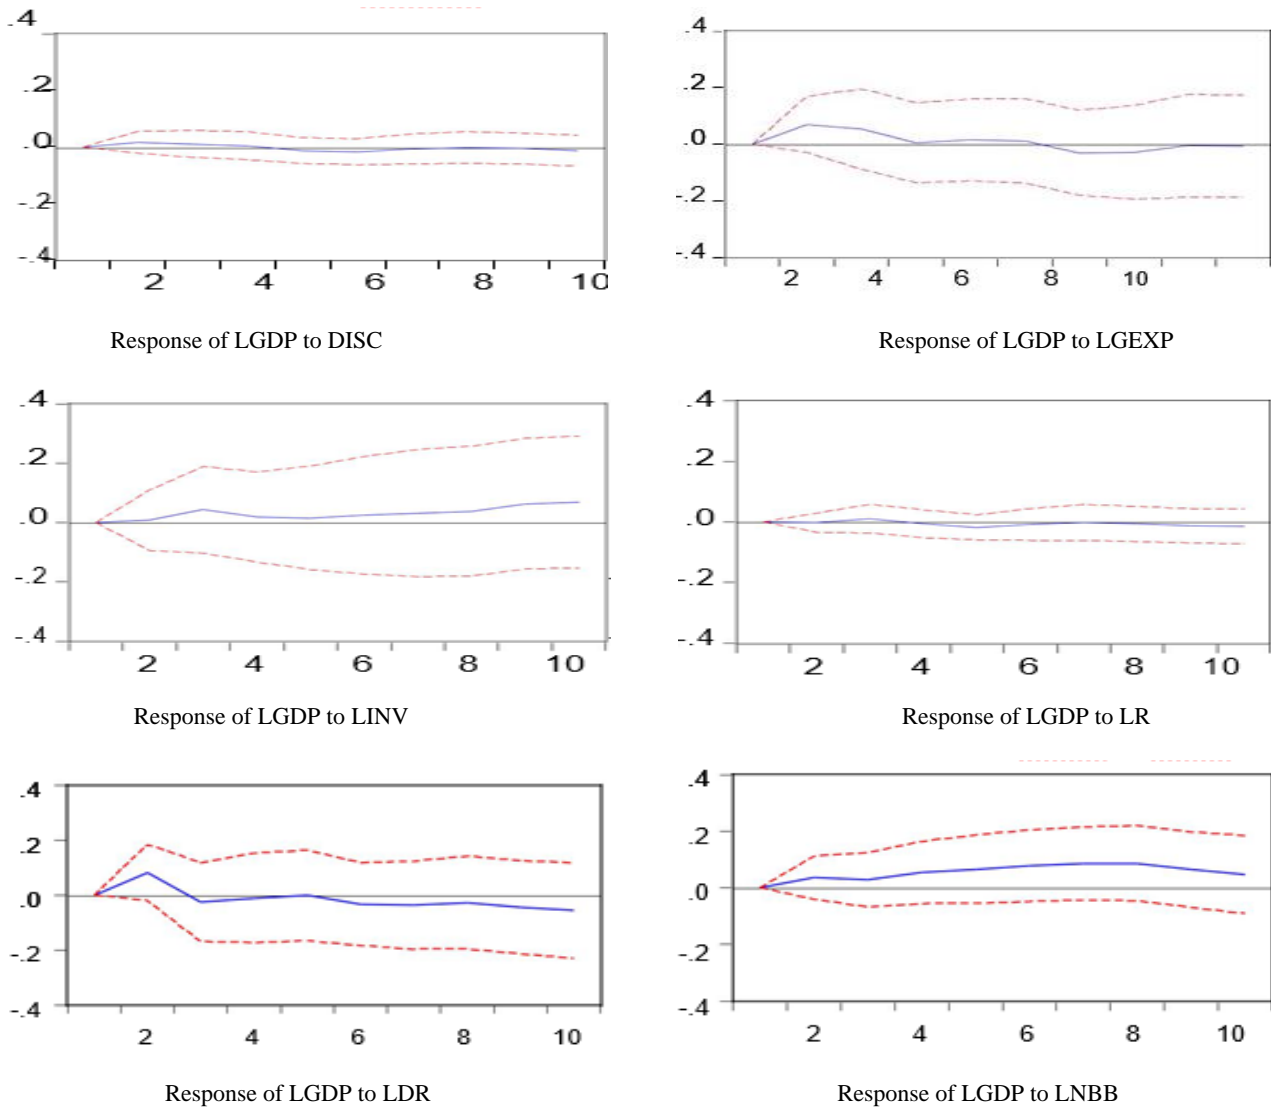 .4
.2
.0
-.2
-.4
2 4 6 8 10
Response of LGDP to DISC
.4
.2
.0
-.2
-.4
2 4 6 8 10
Response of LGDP to LGEXP
.4
.2
.0
-.2
-.4
2 4 6 8 10
Response of LGDP to LINV
.4
.2
.0
-.2
-.4
2 4 6 8 10
Response of LGDP to LR
.4
.2
.0
-.2
-.4
2 4 6 8 10
Response of LGDP to LDR
.4
.2
.0
-.2
-.4
2 4 6 8 10
Response of LGDP to LNBB